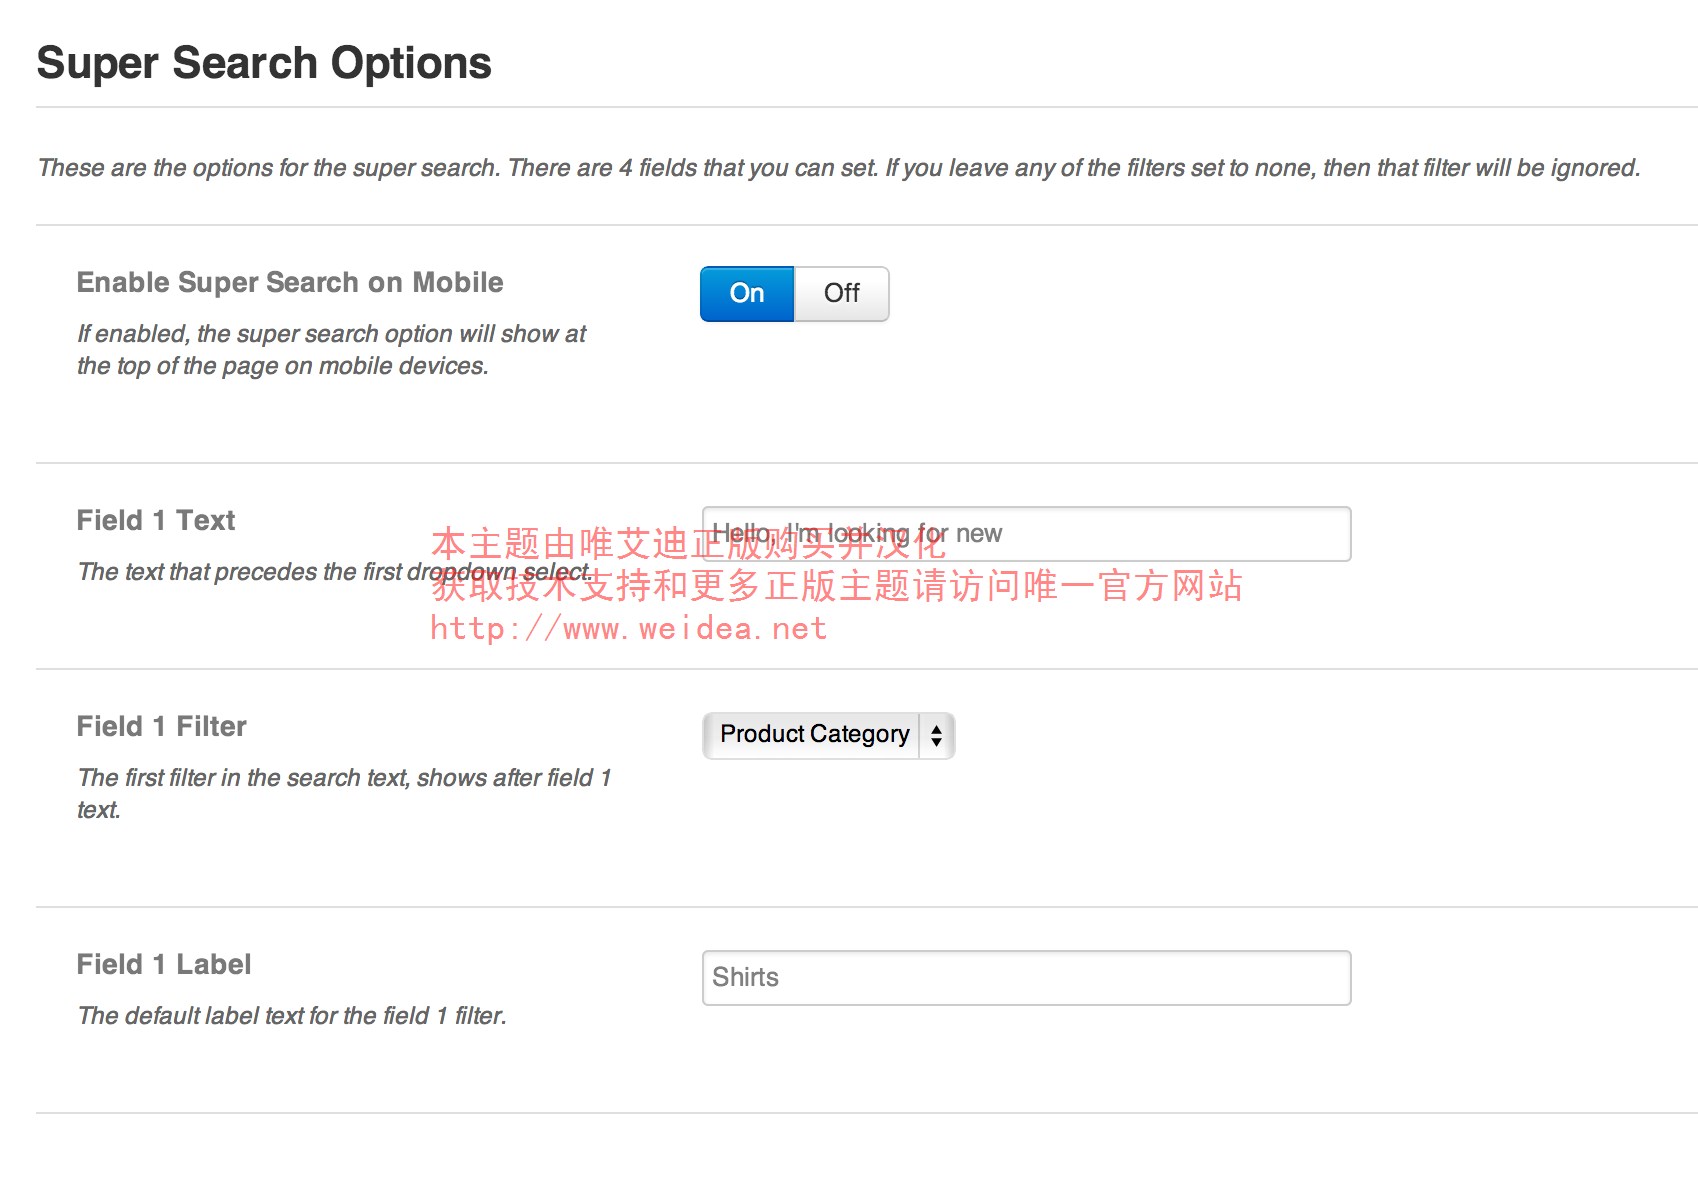 Super Search Options
These are the options for the super search. There are 4 fields that you can set. If you leave any of the filters set to none, then that filter will be ignored.
Enable Super Search on Mobile
On
Off
If enabled, the super search option will show at
the top of the page on mobile devices.
Field 1 Text
Hello, I'm looking for new
The text that precedes the first dropdown select.
本主题由唯艾迪正版购买并汉化
获取技术支持和更多正版主题请访问唯一官方网站
http://www.weidea.net
Field 1 Filter
Product Category
The first filter in the search text, shows after field 1
text.
Field 1 Label
Shirts
The default label text for the field 1 filter.